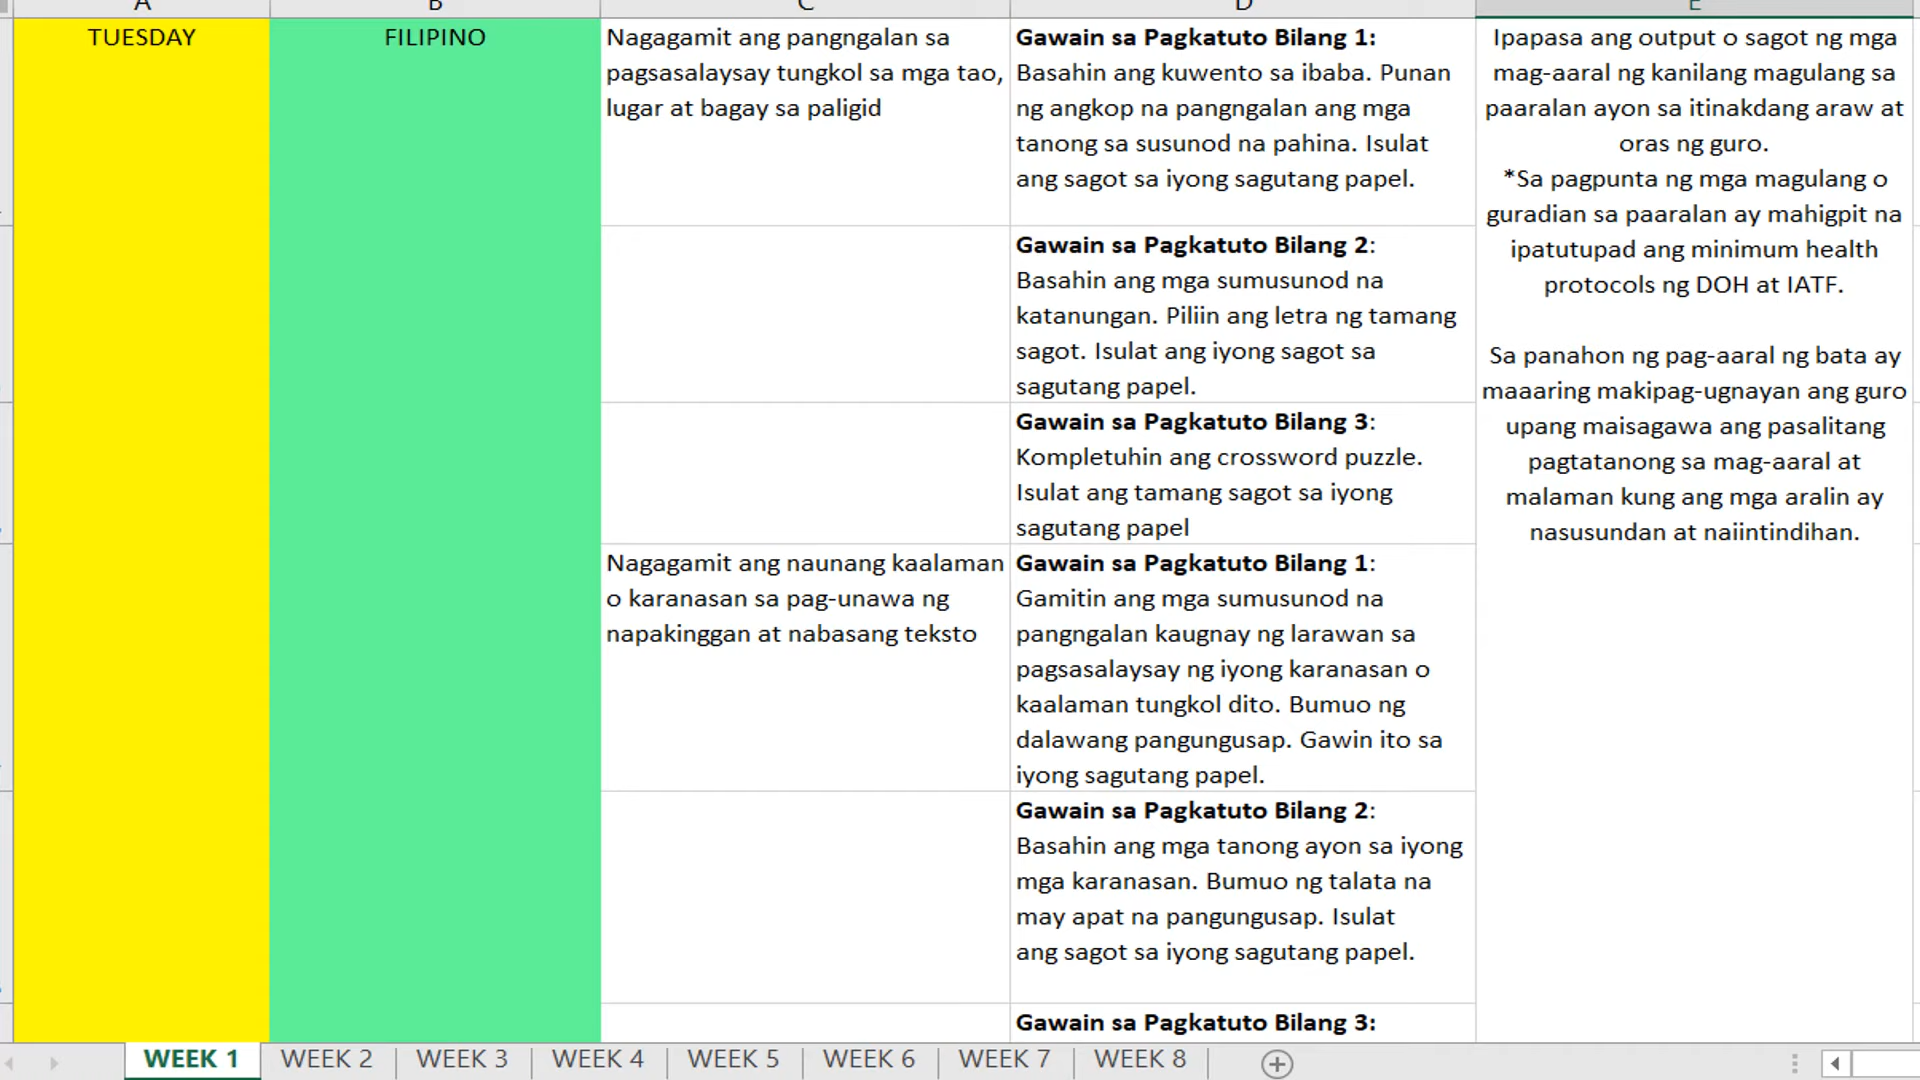 A B C D E
TUESDAY
FILIPINO
Nagagamit ang pangngalan sa
pagsasalaysay tungkol sa mga tao,
lugar at bagay sa paligid
Gawain sa Pagkatuto Bilang 1:
Basahin ang kuwento sa ibaba. Punan
ng angkop na pangngalan ang mga
tanong sa susunod na pahina. Isulat
ang sagot sa iyong sagutang papel.
Gawain sa Pagkatuto Bilang 2:
Basahin ang mga sumusunod na
katanungan. Piliin ang letra ng tamang
sagot. Isulat ang iyong sagot sa
sagutang papel.
Gawain sa Pagkatuto Bilang 3:
Kompletuhin ang crossword puzzle.
Isulat ang tamang sagot sa iyong
sagutang papel
Nagagamit ang naunang kaalaman
o karanasan sa pag-unawa ng
napakinggan at nabasang teksto
Gawain sa Pagkatuto Bilang 1:
Gamitin ang mga sumusunod na
pangngalan kaugnay ng larawan sa
pagsasalaysay ng iyong karanasan o
kaalaman tungkol dito. Bumuo ng
dalawang pangungusap. Gawin ito sa
iyong sagutang papel.
Gawain sa Pagkatuto Bilang 2:
Basahin ang mga tanong ayon sa iyong
mga karanasan. Bumuo ng talata na
may apat na pangungusap. Isulat
ang sagot sa iyong sagutang papel.
Gawain sa Pagkatuto Bilang 3:
Ipapasa ang output o sagot ng mga
mag-aaral ng kanilang magulang sa
paaralan ayon sa itinakdang araw at
oras ng guro.
*Sa pagpunta ng mga magulang o
guradian sa paaralan ay mahigpit na
ipatutupad ang minimum health
protocols ng DOH at IATF.
Sa panahon ng pag-aaral ng bata ay
maaaring makipag-ugnayan ang guro
upang maisagawa ang pasalitang
pagtatanong sa mag-aaral at
malaman kung ang mga aralin ay
nasusundan at naiintindihan.
WEEK 1 WEEK 2 WEEK 3 WEEK 4 WEEK 5 WEEK 6 WEEK 7 WEEK 8